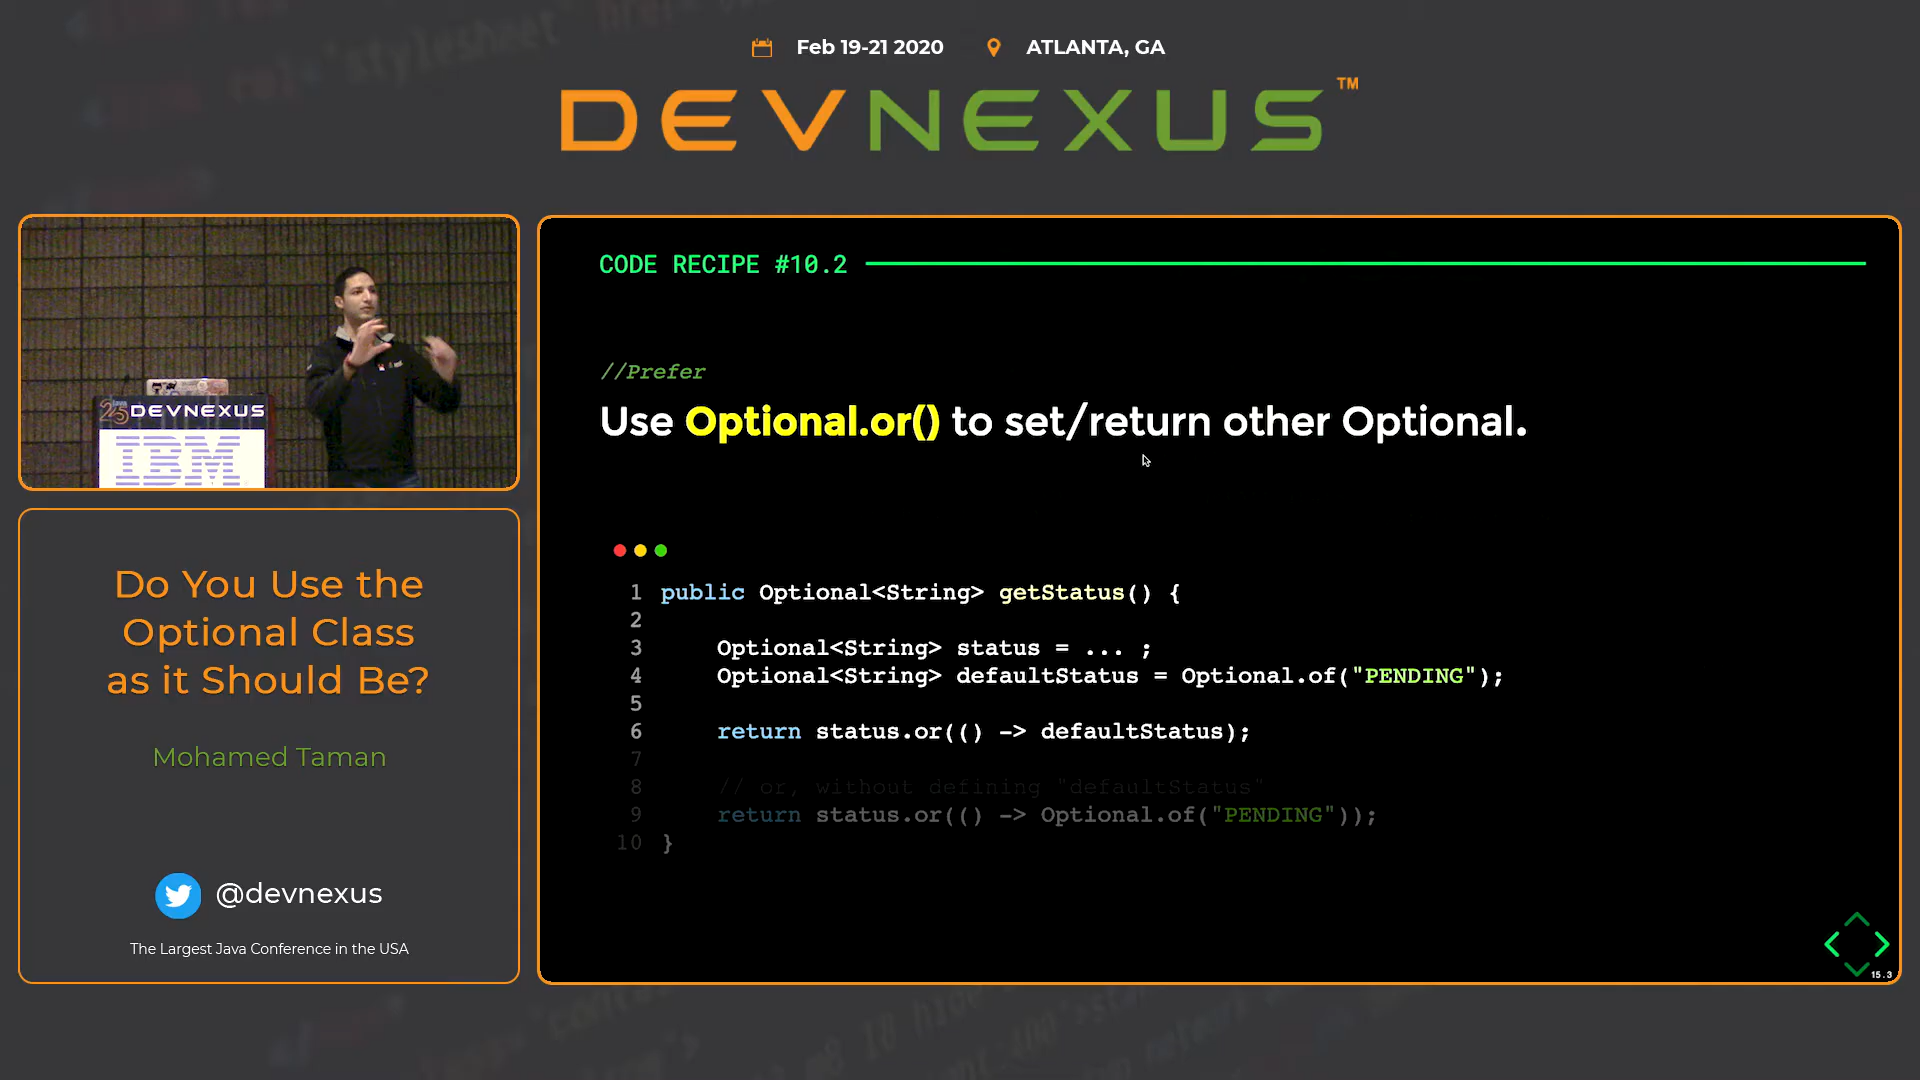 Feb 19-21 2020 ATLANTA, GA
DEVNEXUS™
25 DEVNEXUS
IBM
Do You Use the
Optional Class
as it Should Be?
Mohamed Taman
@devnexus
The Largest Java Conference in the USA
CODE RECIPE #10.2
//Prefer
Use Optional.or() to set/return other Optional.
1 public Optional<String> getStatus() {
2
3 Optional<String> status = ... ;
4 Optional<String> defaultStatus = Optional.of("PENDING");
5
6 return status.or(() -> defaultStatus);
7
8 // or, without defining "defaultStatus"
9 return status.or(() -> Optional.of("PENDING"));
10 }
15.3